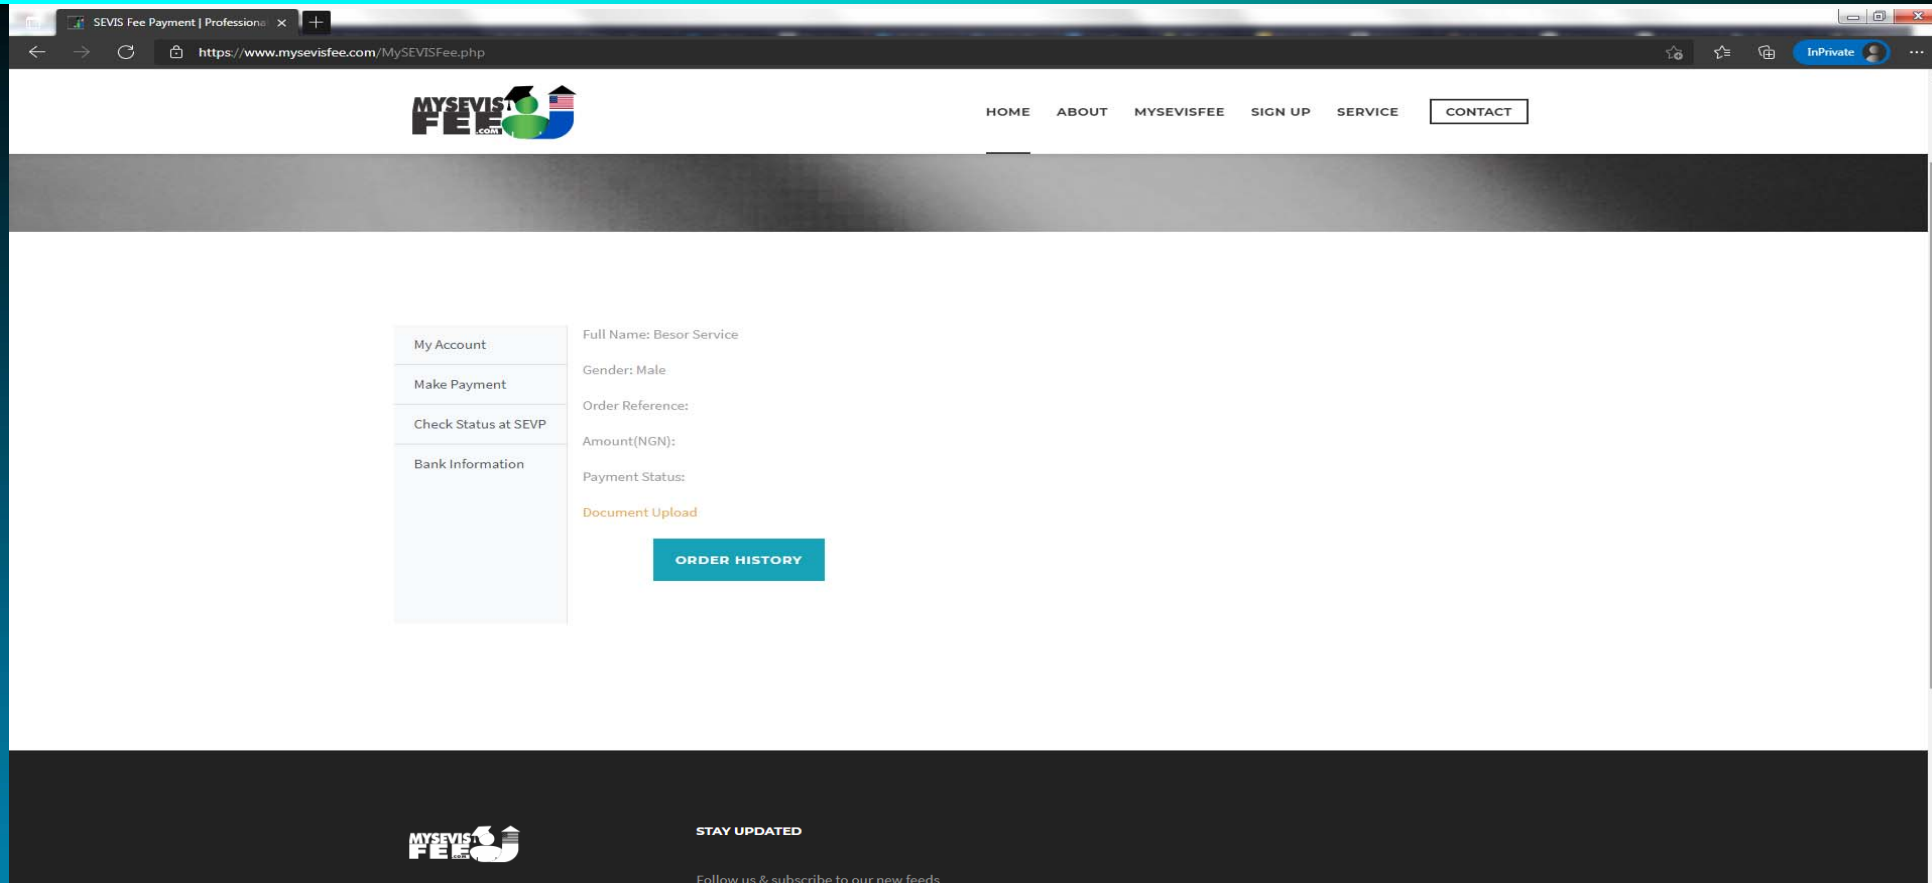 SEVIS Fee Payment | Professiona
https://www.mysevisfee.com/MySEVISFee.php
InPrivate
MYSEVIS
FEE
.COM
HOME ABOUT MYSEVISFEE SIGN UP SERVICE CONTACT
My Account
Make Payment
Check Status at SEVP
Bank Information
Full Name: Besor Service
Gender: Male
Order Reference:
Amount(NGN):
Payment Status:
Document Upload
ORDER HISTORY
MYSEVIS
FEE
.COM
STAY UPDATED
Follow us & subscribe to our new feeds